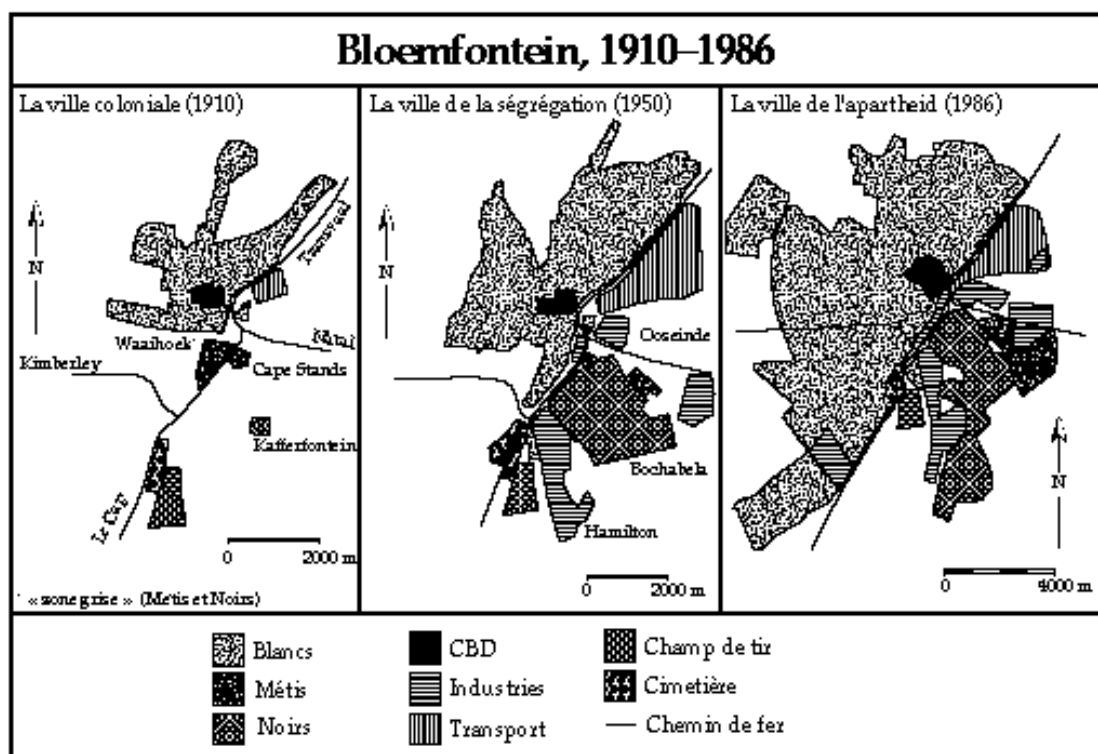 Bloemfontein, 1910–1986
La ville coloniale (1910)
N
Transvaal
Natal
Waaihoek*
Kimberley
Cape Stands
Kafferfontein
Le Cap
0 2000 m
* « zone grise » (Métis et Noirs)
La ville de la ségrégation (1950)
N
Ooseinde
Bochabela
Hamilton
0 2000 m
La ville de l'apartheid (1986)
N
0 4000 m
Blancs
Métis
Noirs
CBD
Industries
Transport
Champ de tir
Cimetière
Chemin de fer